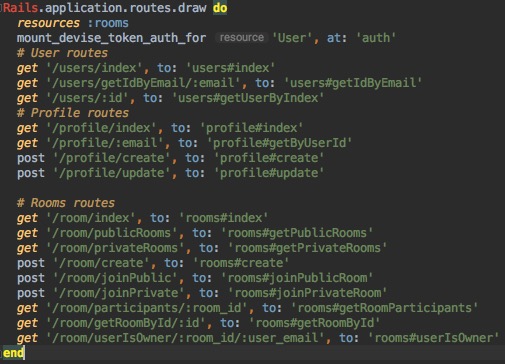 Rails.application.routes.draw do
resources :rooms
mount_devise_token_auth_for resource 'User', at: 'auth'
# User routes
get '/users/index', to: 'users#index'
get '/users/getIdByEmail/:email', to: 'users#getIdByEmail'
get '/users/:id', to: 'users#getUserByIndex'
# Profile routes
get '/profile/index', to: 'profile#index'
get '/profile/:email', to: 'profile#getByUserId'
post '/profile/create', to: 'profile#create'
post '/profile/update', to: 'profile#update'
# Rooms routes
get '/room/index', to: 'rooms#index'
get '/room/publicRooms', to: 'rooms#getPublicRooms'
get '/room/privateRooms', to: 'rooms#getPrivateRooms'
post '/room/create', to: 'rooms#create'
post '/room/joinPublic', to: 'rooms#joinPublicRoom'
post '/room/joinPrivate', to: 'rooms#joinPrivateRoom'
get '/room/participants/:room_id', to: 'rooms#getRoomParticipants'
get '/room/getRoomById/:id', to: 'rooms#getRoomById'
get '/room/userIsOwner/:room_id/:user_email', to: 'rooms#userIsOwner'
end